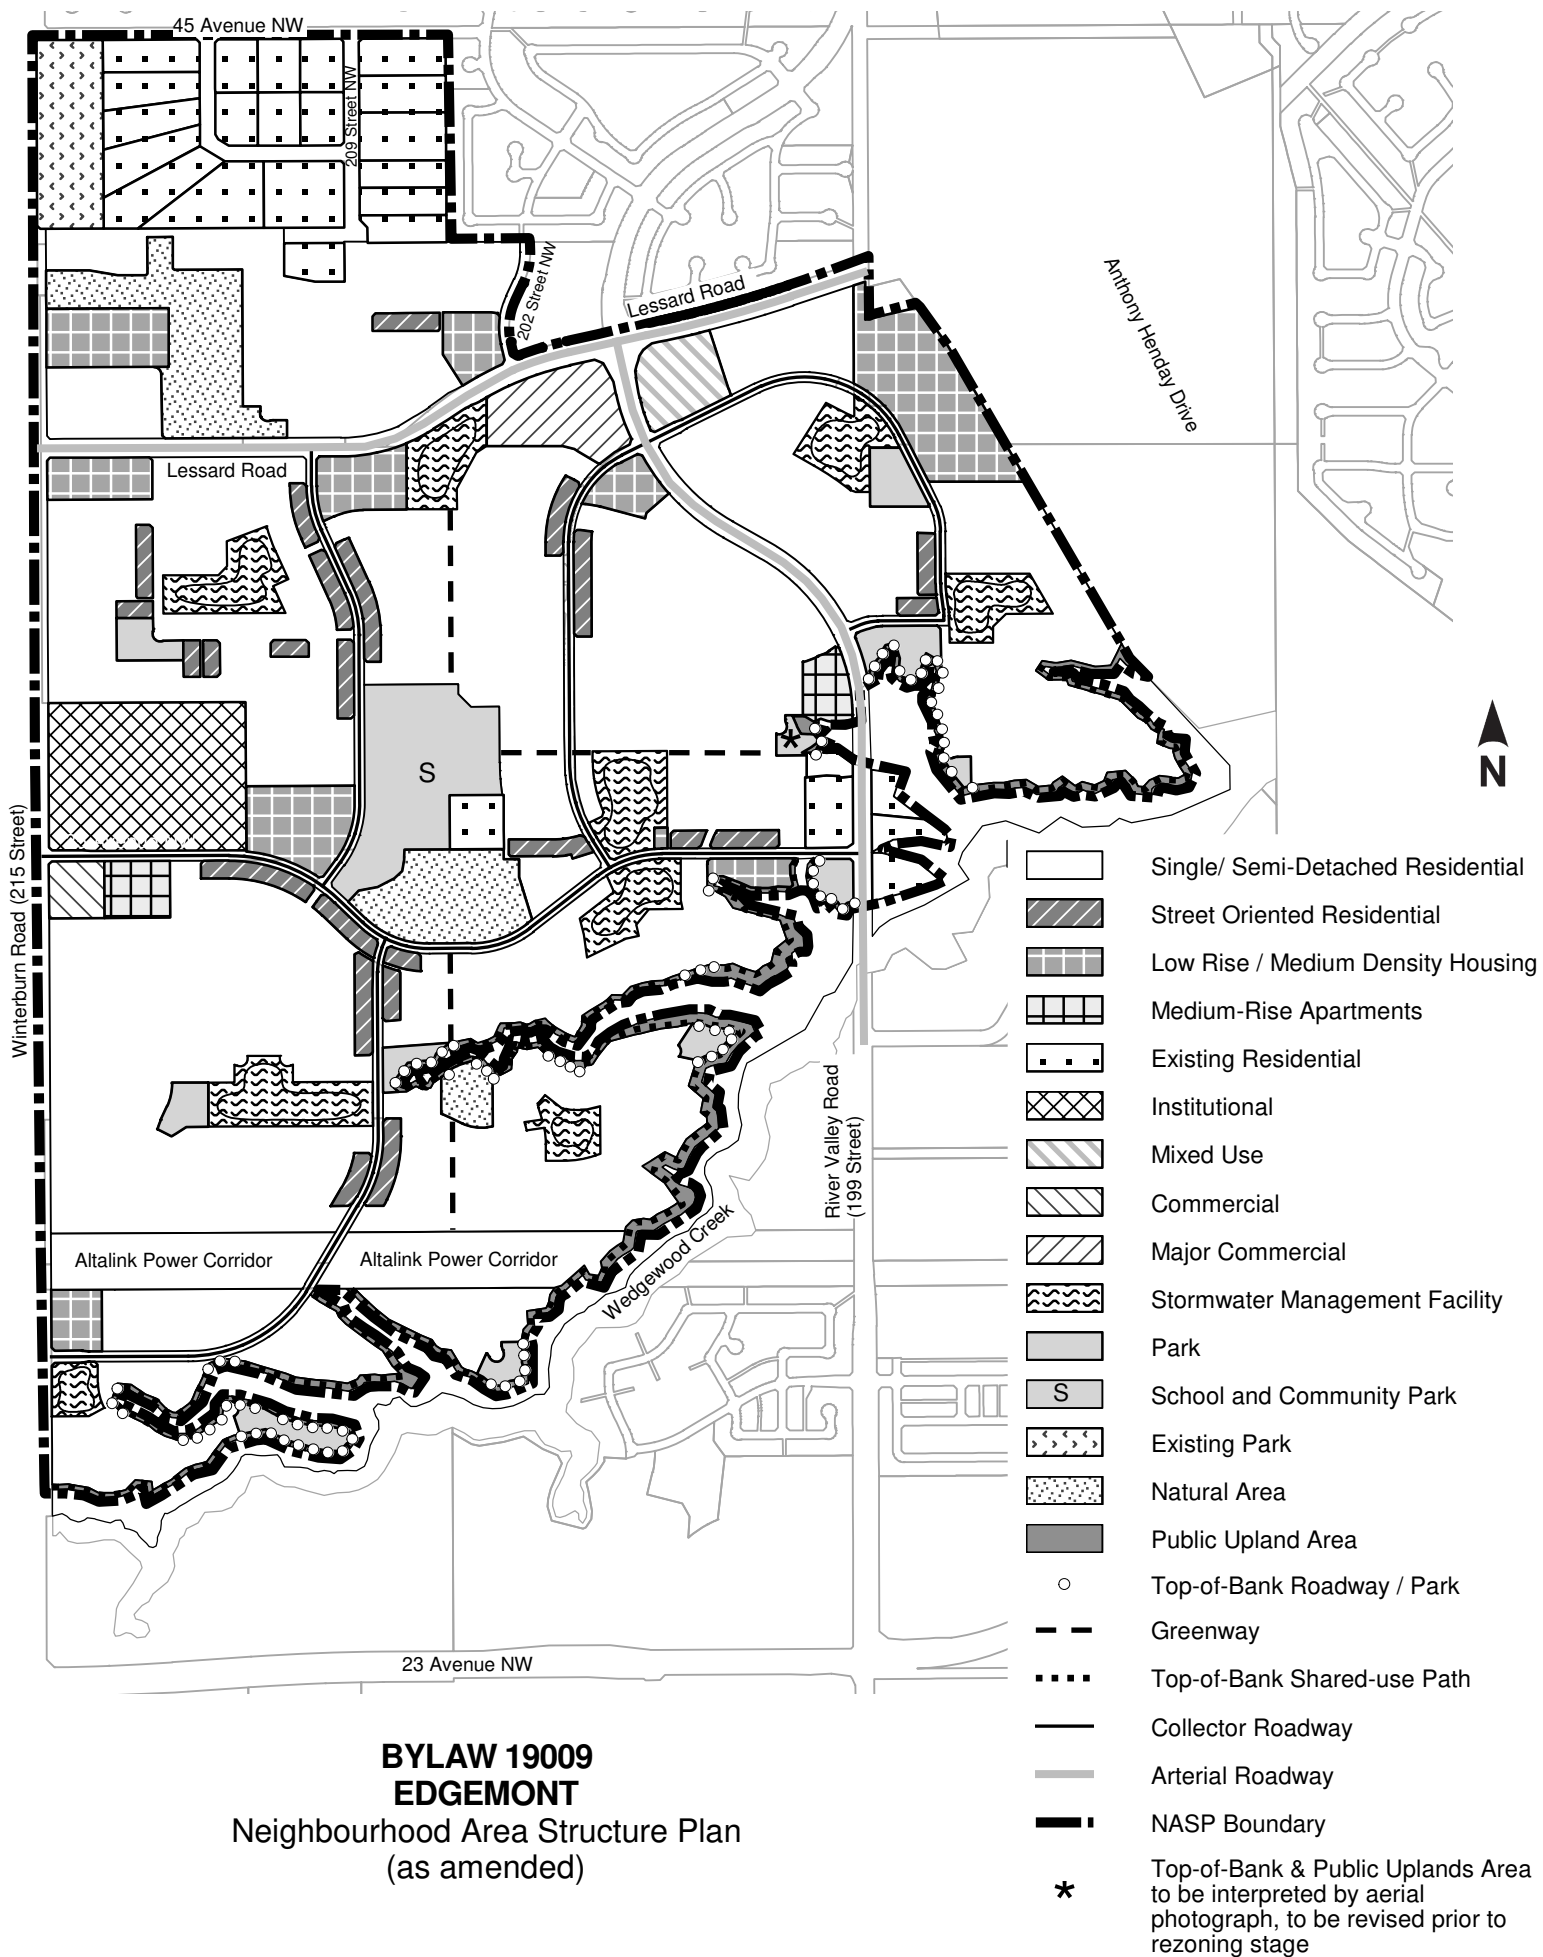 45 Avenue NW
209 Street NW
202 Street NW
Lessard Road
Anthony Henday Drive
Lessard Road
S
*
Winterburn Road (215 Street)
N
River Valley Road
(199 Street)
Wedgewood Creek
Altalink Power Corridor
Altalink Power Corridor
23 Avenue NW
Single/ Semi-Detached Residential
Street Oriented Residential
Low Rise / Medium Density Housing
Medium-Rise Apartments
Existing Residential
Institutional
Mixed Use
Commercial
Major Commercial
Stormwater Management Facility
Park
S School and Community Park
Existing Park
Natural Area
Public Upland Area
Top-of-Bank Roadway / Park
Greenway
Top-of-Bank Shared-use Path
Collector Roadway
Arterial Roadway
NASP Boundary
* Top-of-Bank & Public Uplands Area
to be interpreted by aerial
photograph, to be revised prior to
rezoning stage
BYLAW 19009
EDGEMONT
Neighbourhood Area Structure Plan
(as amended)